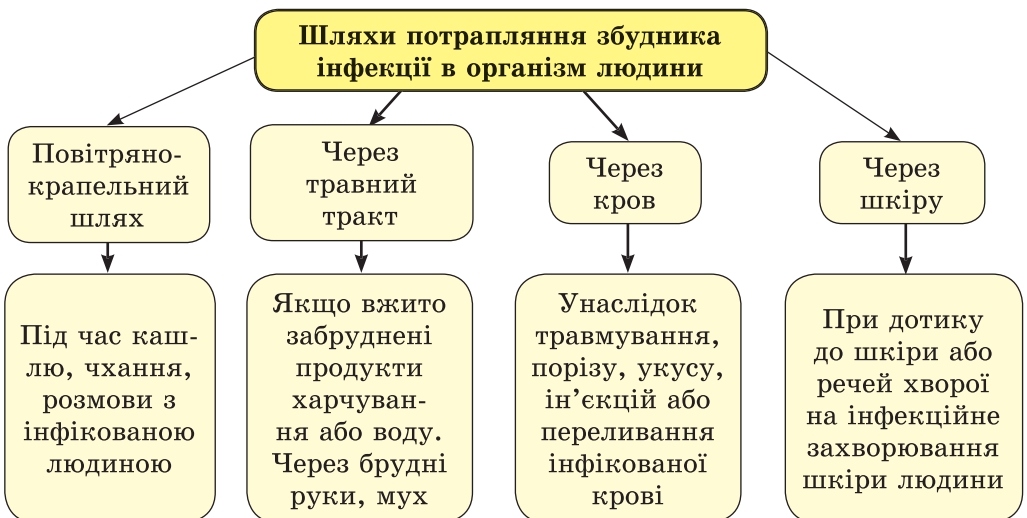 Шляхи потрапляння збудника
інфекції в організм людини
Повітряно-
крапельний
шлях
Через
травний
тракт
Через
кров
Через
шкіру
Під час каш-
лю, чхання,
розмови з
інфікованою
людиною
Якщо вжито
забруднені
продукти
харчуван-
ня або воду.
Через брудні
руки, мух
Унаслідок
травмування,
порізу, укусу,
ін’єкцій або
переливання
інфікованої
крові
При дотику
до шкіри або
речей хворої
на інфекційне
захворювання
шкіри людини